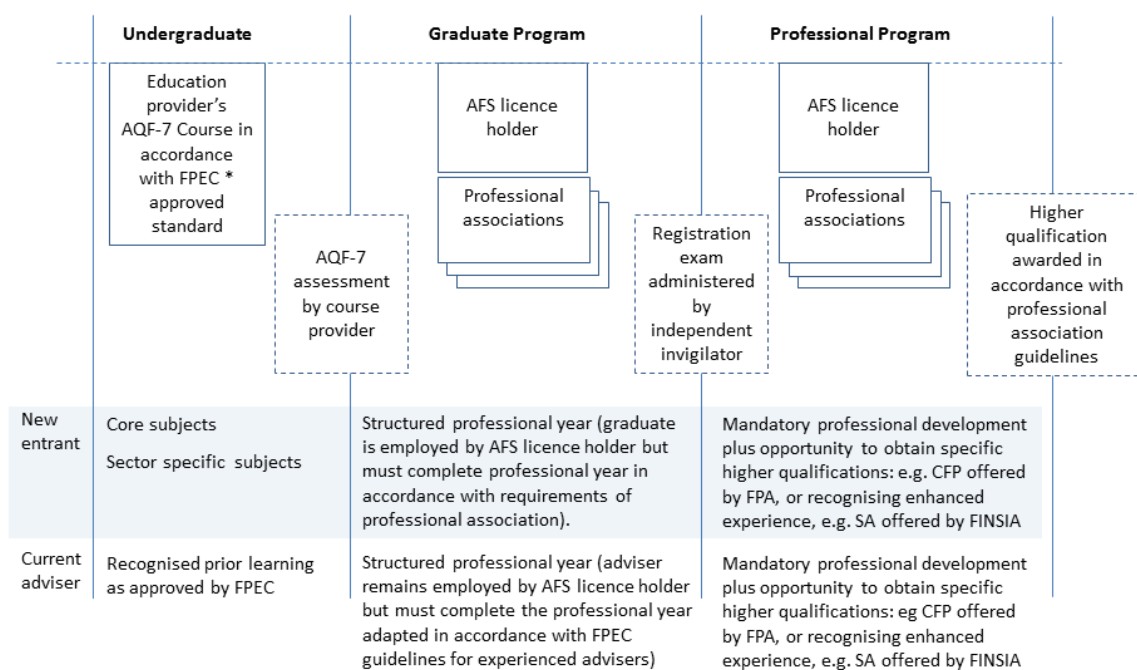 Undergraduate
Graduate Program
Professional Program
Education
provider's
AQF-7 Course in
accordance
with FPEC *
approved
standard
AQF-7
assessment
by course
provider
AFS licence
holder
Professional
associations
Registration
exam
administered
by
independent
invigilator
AFS licence
holder
Professional
associations
Higher
qualification
awarded in
accordance with
professional
association
guidelines
New
entrant
Core subjects
Sector specific subjects
Structured professional year (graduate
is employed by AFS licence holder but
must complete professional year in
accordance with requirements of
professional association).
Mandatory professional development
plus opportunity to obtain specific
higher qualifications: e.g. CFP offered
by FPA, or recognising enhanced
experience, e.g. SA offered by FINSIA
Current
adviser
Recognised prior learning
as approved by FPEC
Structured professional year (adviser
remains employed by AFS licence holder
but must complete the professional year
adapted in accordance with FPEC
guidelines for experienced advisers)
Mandatory professional development
plus opportunity to obtain specific
higher qualifications: eg CFP offered
by FPA, or recognising enhanced
experience, e.g. SA offered by FINSIA